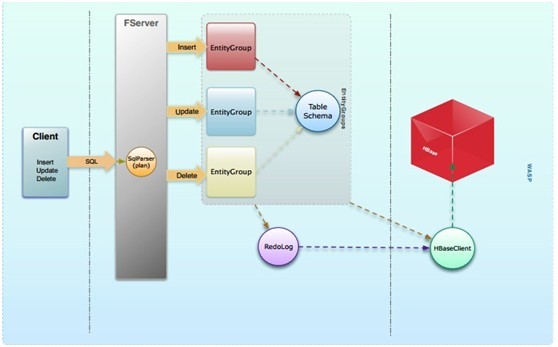 FServer
Insert
EntityGroup
Update
EntityGroup
Delete
EntityGroup
EntityGroups
Table
Schema
Client
Insert
Update
Delete
SQL
SqlParser
(plan)
RedoLog
HBaseClient
HBase
WASP